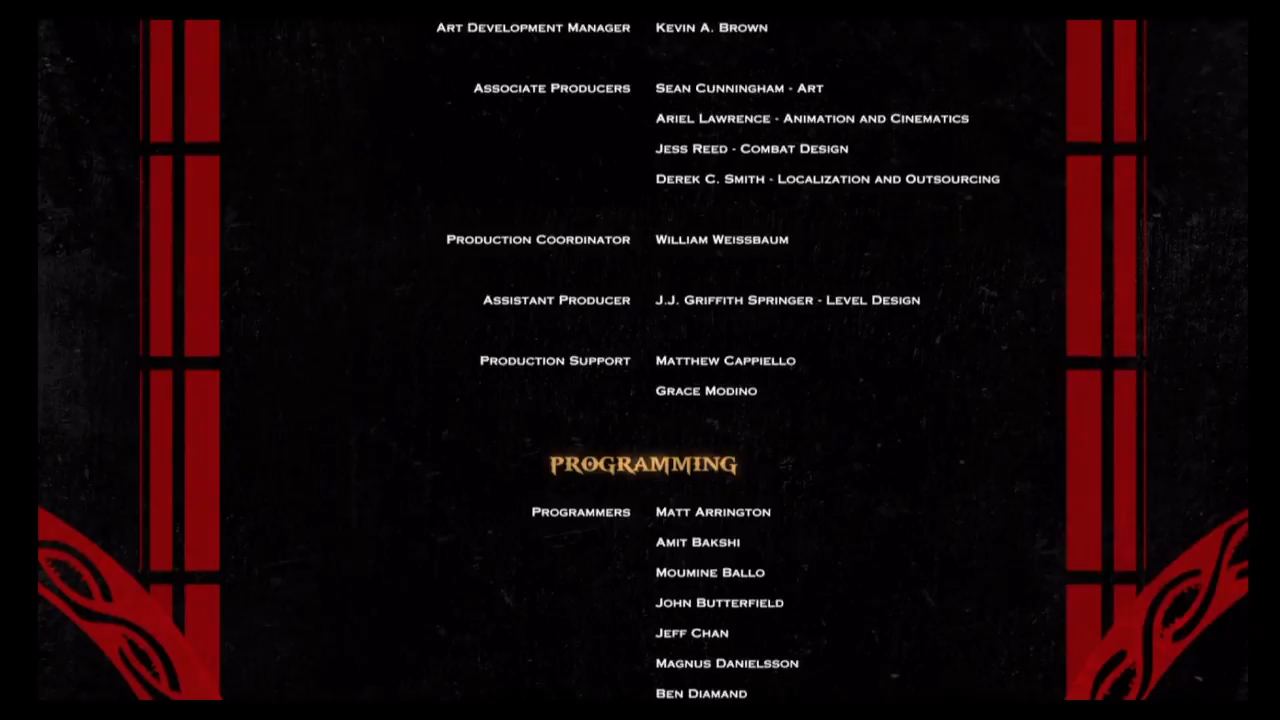 Art Development Manager Kevin A. Brown
Associate Producers Sean Cunningham - Art
Ariel Lawrence - Animation and Cinematics
Jess Reed - Combat Design
Derek C. Smith - Localization and Outsourcing
Production Coordinator William Weissbaum
Assistant Producer J.J. Griffith Springer - Level Design
Production Support Matthew Cappiello
Grace Modino
PROGRAMMING
Programmers Matt Arrington
Amit Bakshi
Moumine Ballo
John Butterfield
Jeff Chan
Magnus Danielsson
Ben Diamand